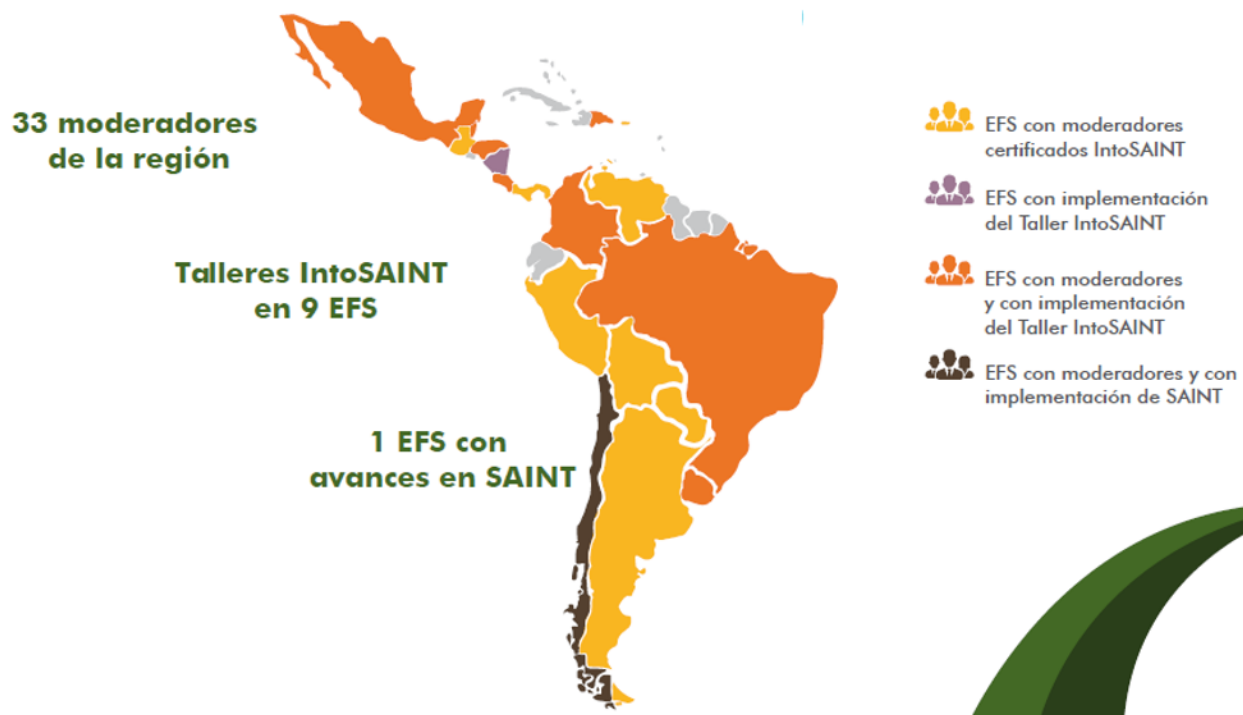 33 moderadores
de la región
Talleres IntoSAINT
en 9 EFS
1 EFS con
avances en SAINT
EFS con moderadores
certificados IntoSAINT
EFS con implementación
del Taller IntoSAINT
EFS con moderadores
y con implementación
del Taller IntoSAINT
EFS con moderadores y con
implementación de SAINT